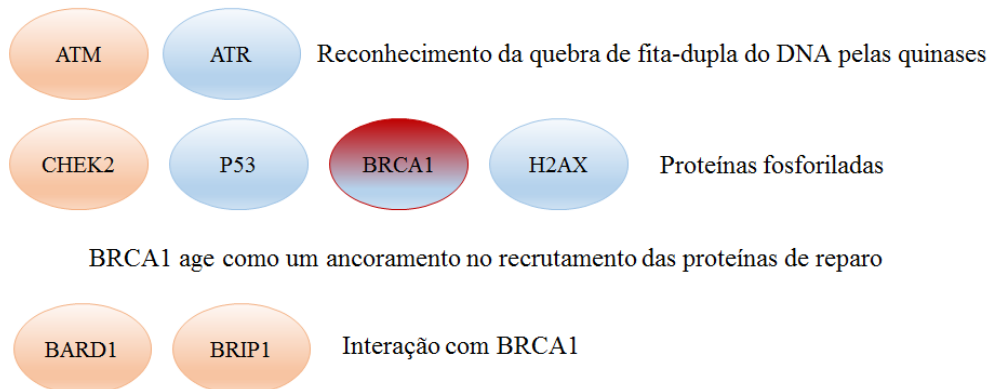 ATM ATR Reconhecimento da quebra de fita-dupla do DNA pelas quinases
CHEK2 P53 BRCA1 H2AX Proteínas fosforiladas
BRCA1 age como um ancoramento no recrutamento das proteínas de reparo
BARD1 BRIP1 Interação com BRCA1